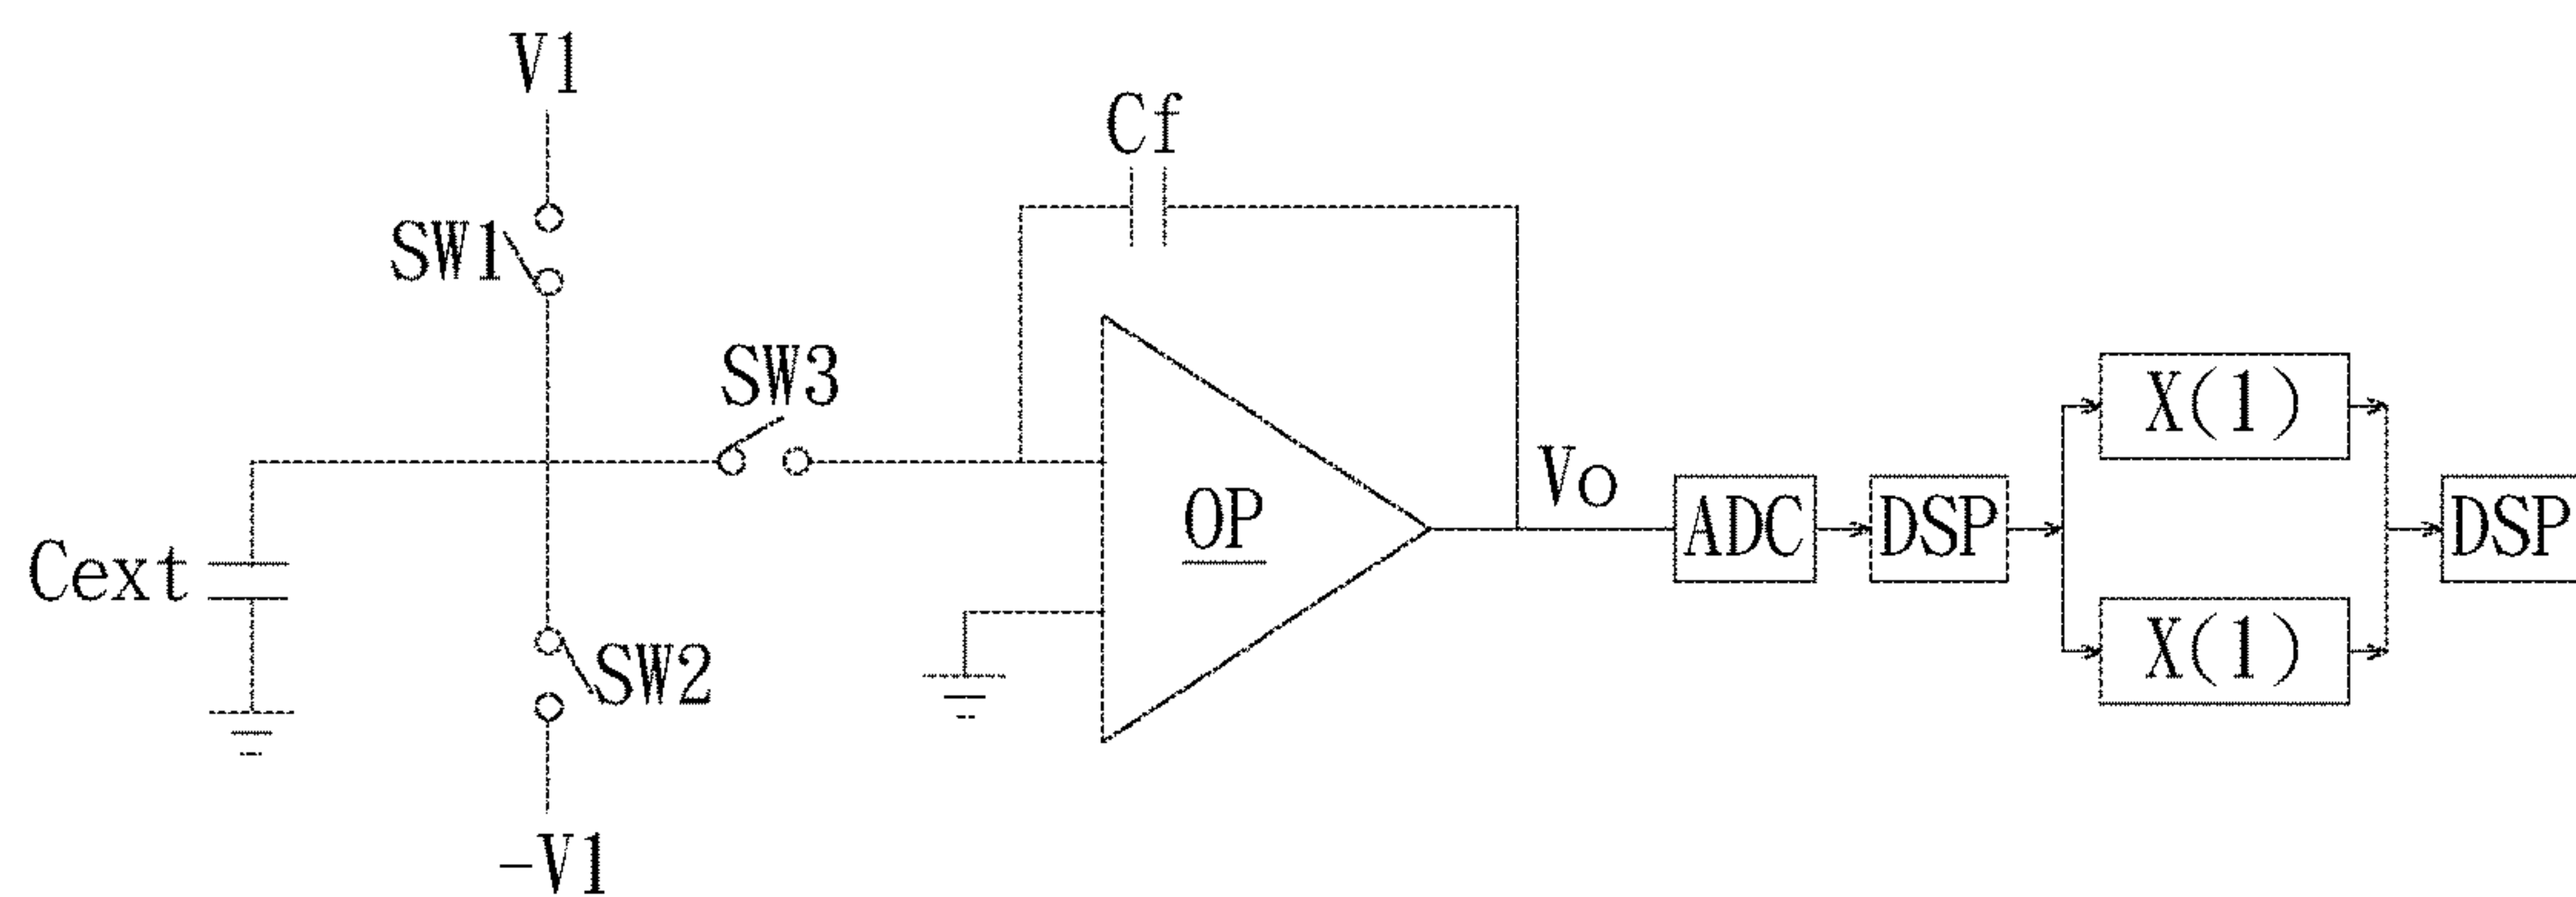 V1
Cf
SW1
SW3
X(1)
Vo
OP
ADC
DSP
DSP
Cext
X(1)
SW2
-V1